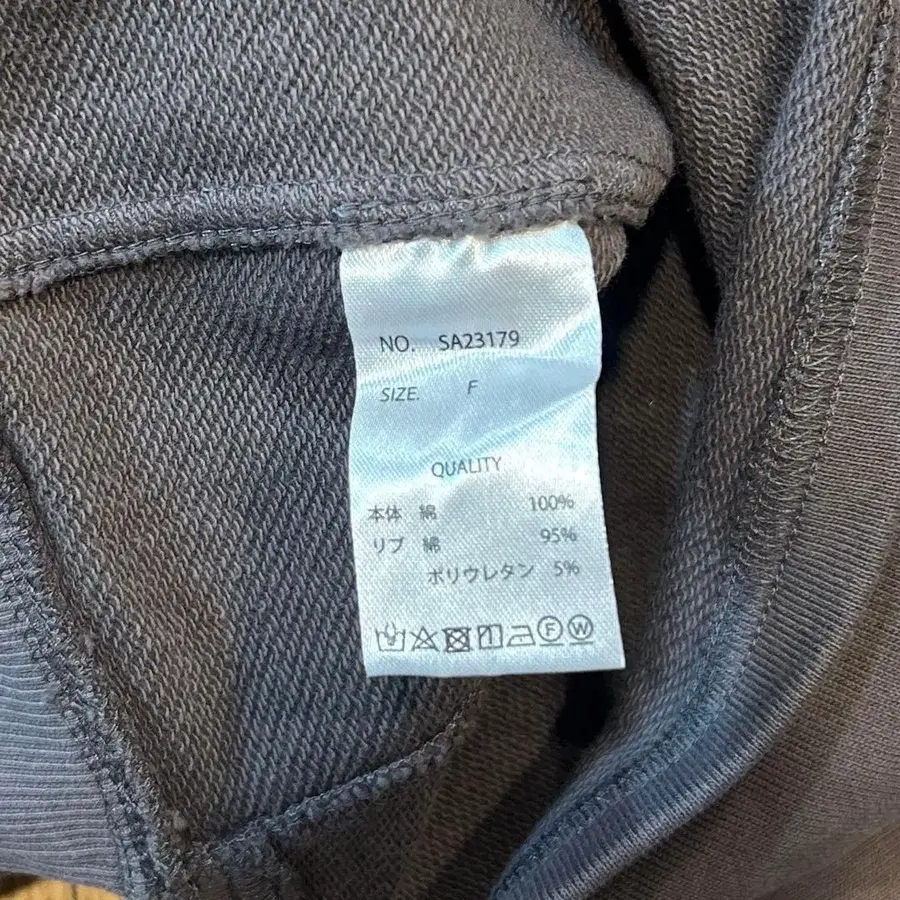 NO. SA23179
SIZE. F
QUALITY
本体 綿 100%
リブ 綿 95%
ポリウレタン 5%
F W